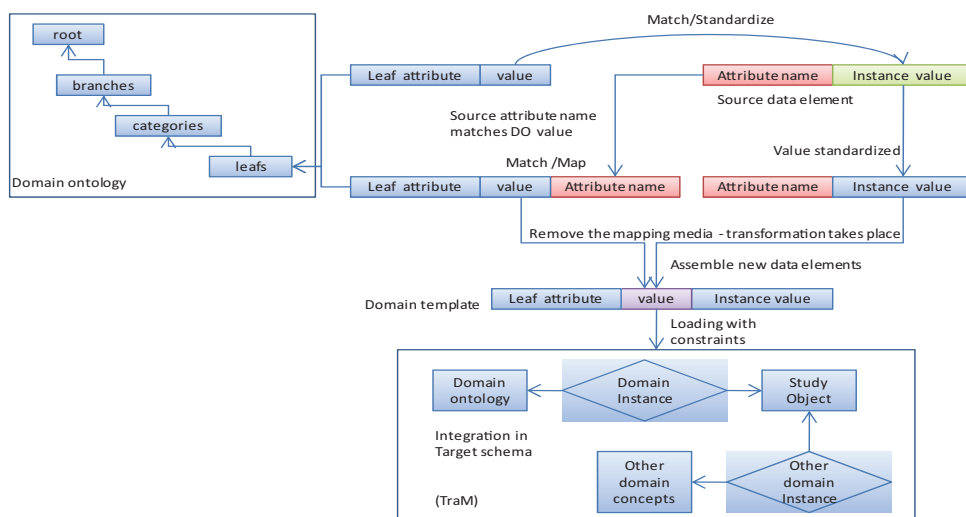 Match/Standardize
root
Leaf attribute value
Attribute name Instance value
branches
Source data element
Source attribute name
matches DO value
categories
Value standardized
Match /Map
leafs
Domain ontology
Leaf attribute value Attribute name
Attribute name Instance value
Remove the mapping media - transformation takes place
Assemble new data elements
Domain template
Leaf attribute value Instance value
Loading with
constraints
Domain
ontology
Domain
Instance
Study
Object
Integration in
Target schema
(TraM)
Other
domain
concepts
Other
domain
Instance